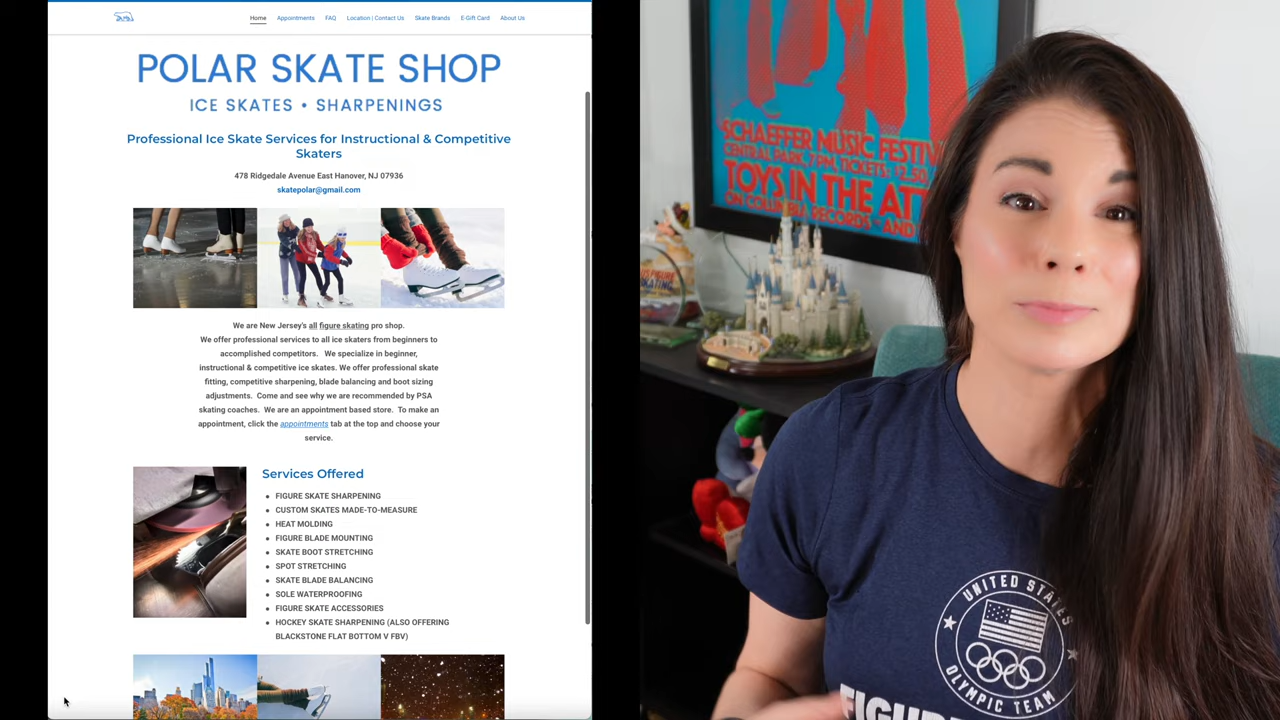 Home Appointments FAQ Location | Contact Us Skate Brands E-Gift Card About Us
POLAR SKATE SHOP
ICE SKATES • SHARPENINGS
Professional Ice Skate Services for Instructional & Competitive
Skaters
478 Ridgedale Avenue East Hanover, NJ 07936
skatepolar@gmail.com
We are New Jersey's all figure skating pro shop.
We offer professional services to all ice skaters from beginners to
accomplished competitors. We specialize in beginner,
instructional & competitive ice skates. We offer professional skate
fitting, competitive sharpening, blade balancing and boot sizing
adjustments. Come and see why we are recommended by PSA
skating coaches. We are an appointment based store. To make an
appointment, click the appointments tab at the top and choose your
service.
Services Offered
• FIGURE SKATE SHARPENING
• CUSTOM SKATES MADE-TO-MEASURE
• HEAT MOLDING
• FIGURE BLADE MOUNTING
• SKATE BOOT STRETCHING
• SPOT STRETCHING
• SKATE BLADE BALANCING
• SOLE WATERPROOFING
• FIGURE SKATE ACCESSORIES
• HOCKEY SKATE SHARPENING (ALSO OFFERING
BLACKSTONE FLAT BOTTOM V FBV)
SCHAEFFER MUSIC FESTIV
CENTRAL PARK, 7PM, TICKETS: $2.50
TOYS IN THE ATT
ON COLUMBIA RECORDS AND
FIGURE
SKATING
UNITED STATES
OLYMPIC TEAM
FIGUR